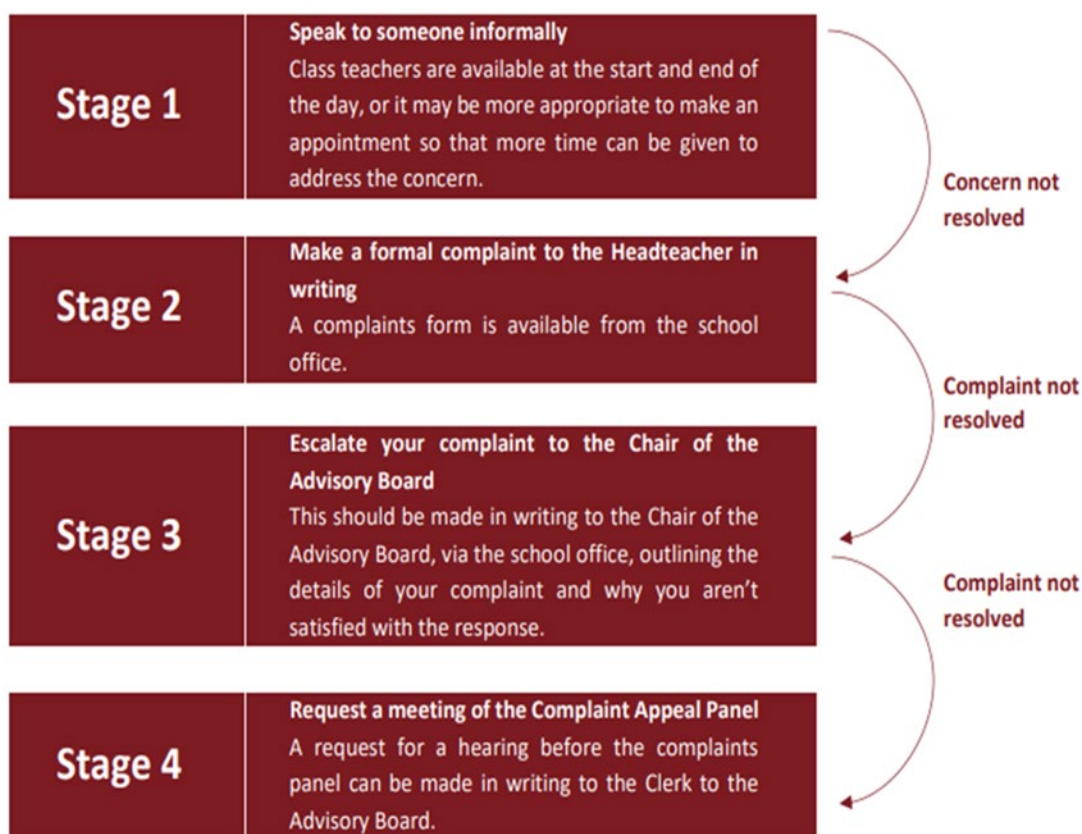 Stage 1
Speak to someone informally
Class teachers are available at the start and end of
the day, or it may be more appropriate to make an
appointment so that more time can be given to
address the concern.
Concern not
resolved
Stage 2
Make a formal complaint to the Headteacher in
writing
A complaints form is available from the school
office.
Complaint not
resolved
Stage 3
Escalate your complaint to the Chair of the
Advisory Board
This should be made in writing to the Chair of the
Advisory Board, via the school office, outlining the
details of your complaint and why you aren’t
satisfied with the response.
Complaint not
resolved
Stage 4
Request a meeting of the Complaint Appeal Panel
A request for a hearing before the complaints
panel can be made in writing to the Clerk to the
Advisory Board.